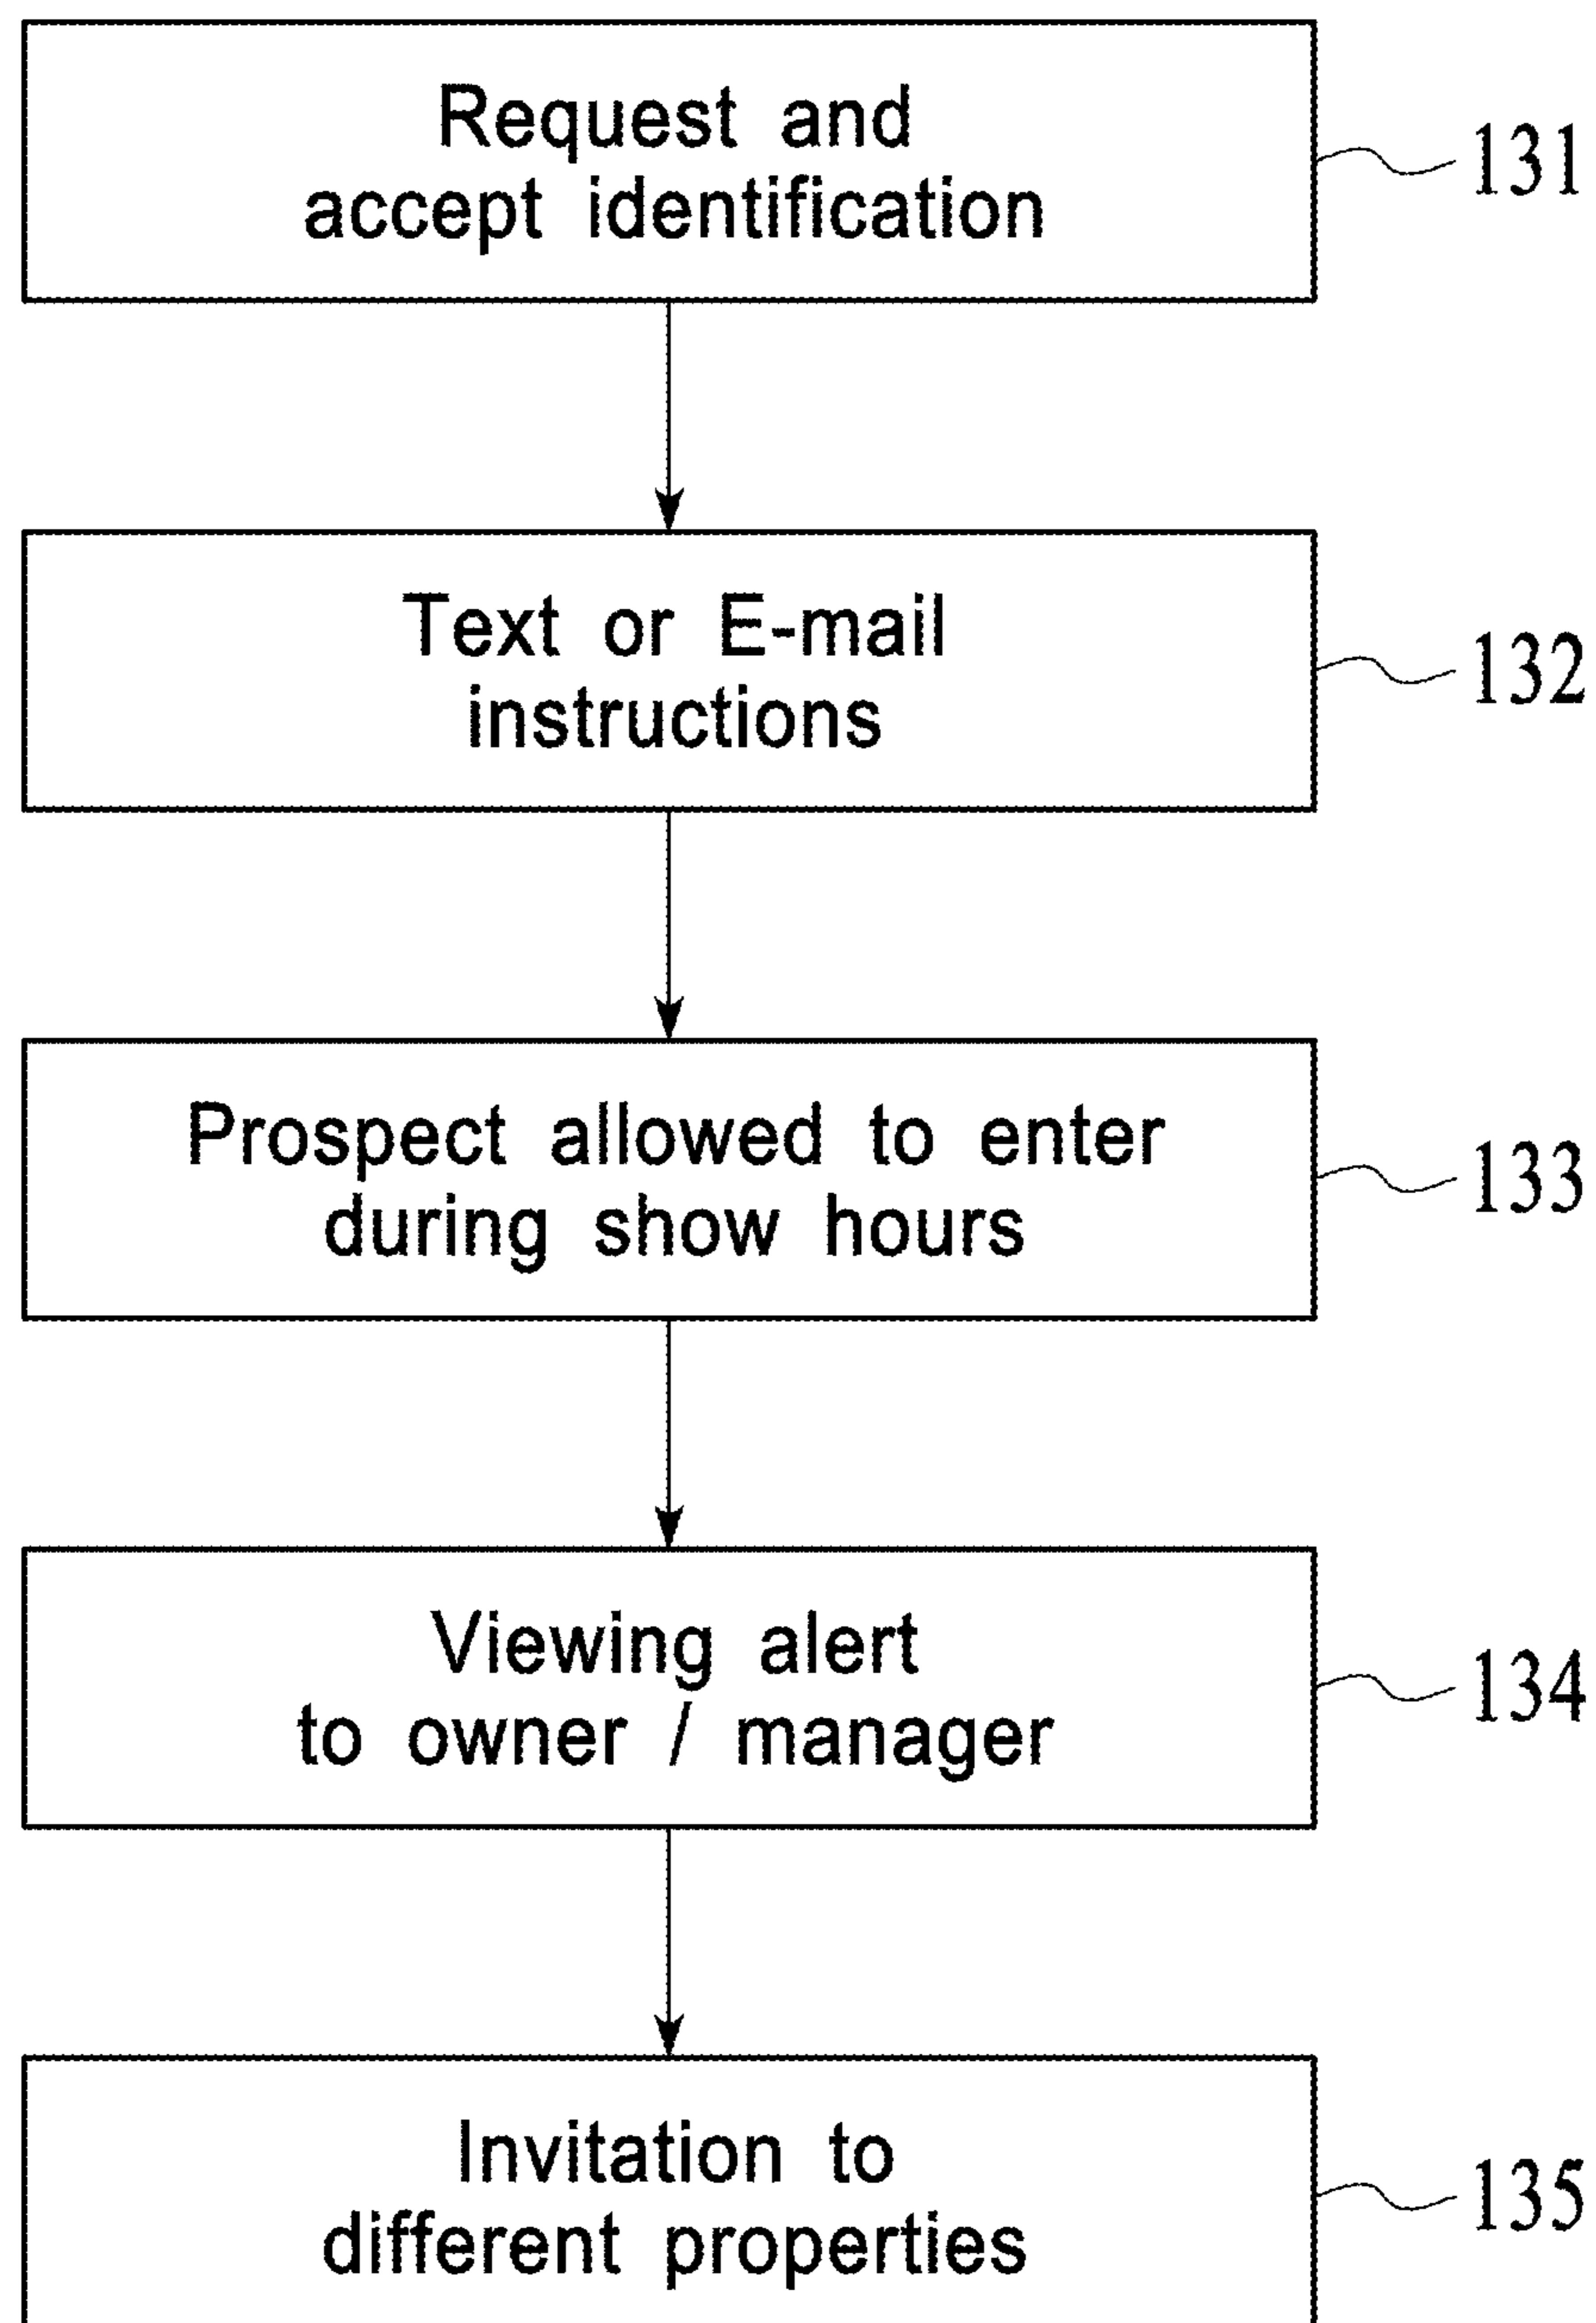 Request and
accept identification
131
Text or E-mail
instructions
132
Prospect allowed to enter
during show hours
133
Viewing alert
to owner / manager
134
Invitation to
different properties
135